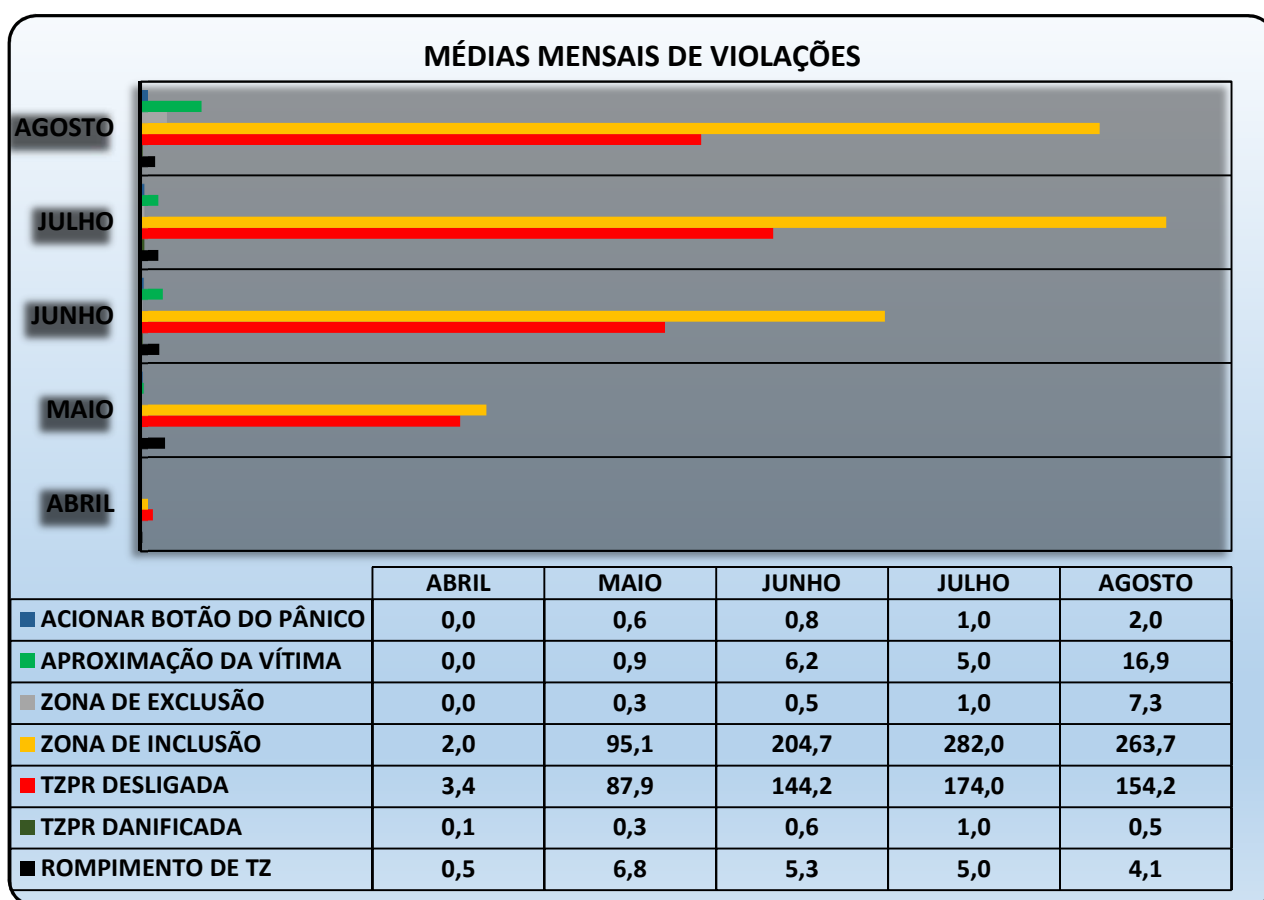 MÉDIAS MENSAIS DE VIOLAÇÕES
AGOSTO
JULHO
JUNHO
MAIO
ABRIL
ABRIL MAIO JUNHO JULHO AGOSTO
ACIONAR BOTÃO DO PÂNICO 0,0 0,6 0,8 1,0 2,0
APROXIMAÇÃO DA VÍTIMA 0,0 0,9 6,2 5,0 16,9
ZONA DE EXCLUSÃO 0,0 0,3 0,5 1,0 7,3
ZONA DE INCLUSÃO 2,0 95,1 204,7 282,0 263,7
TZPR DESLIGADA 3,4 87,9 144,2 174,0 154,2
TZPR DANIFICADA 0,1 0,3 0,6 1,0 0,5
ROMPIMENTO DE TZ 0,5 6,8 5,3 5,0 4,1